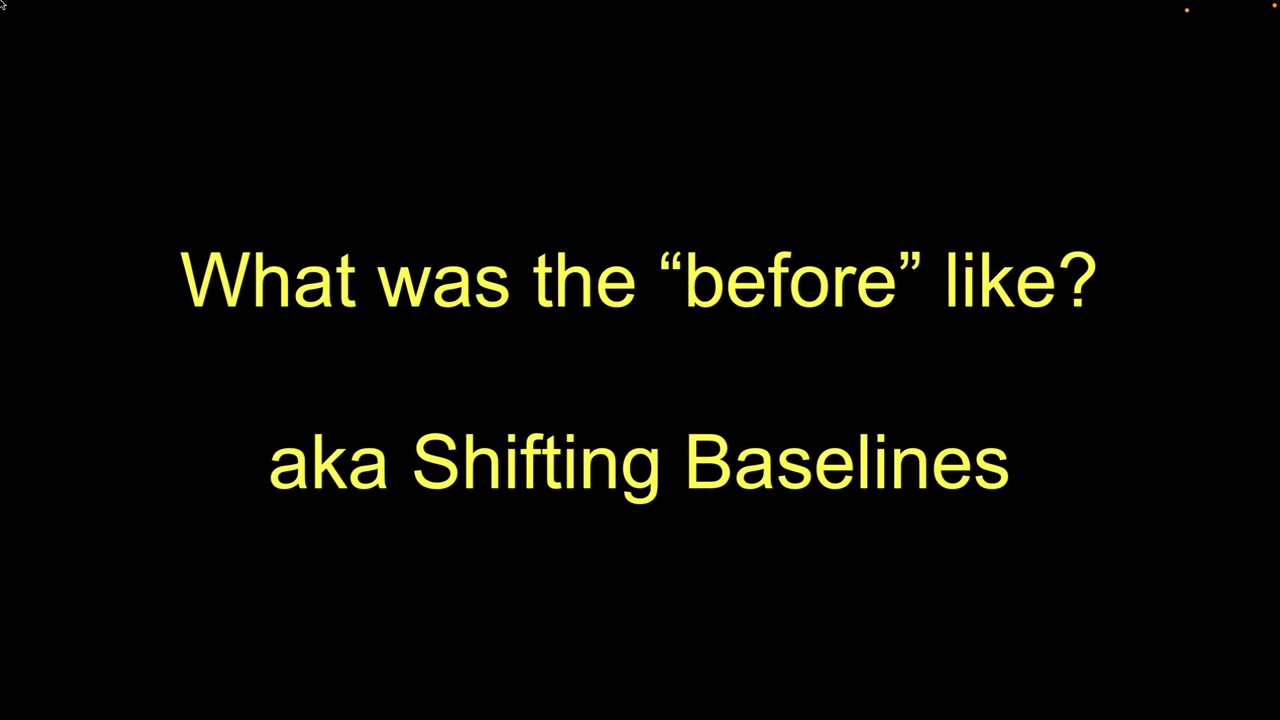 What was the “before” like?
aka Shifting Baselines